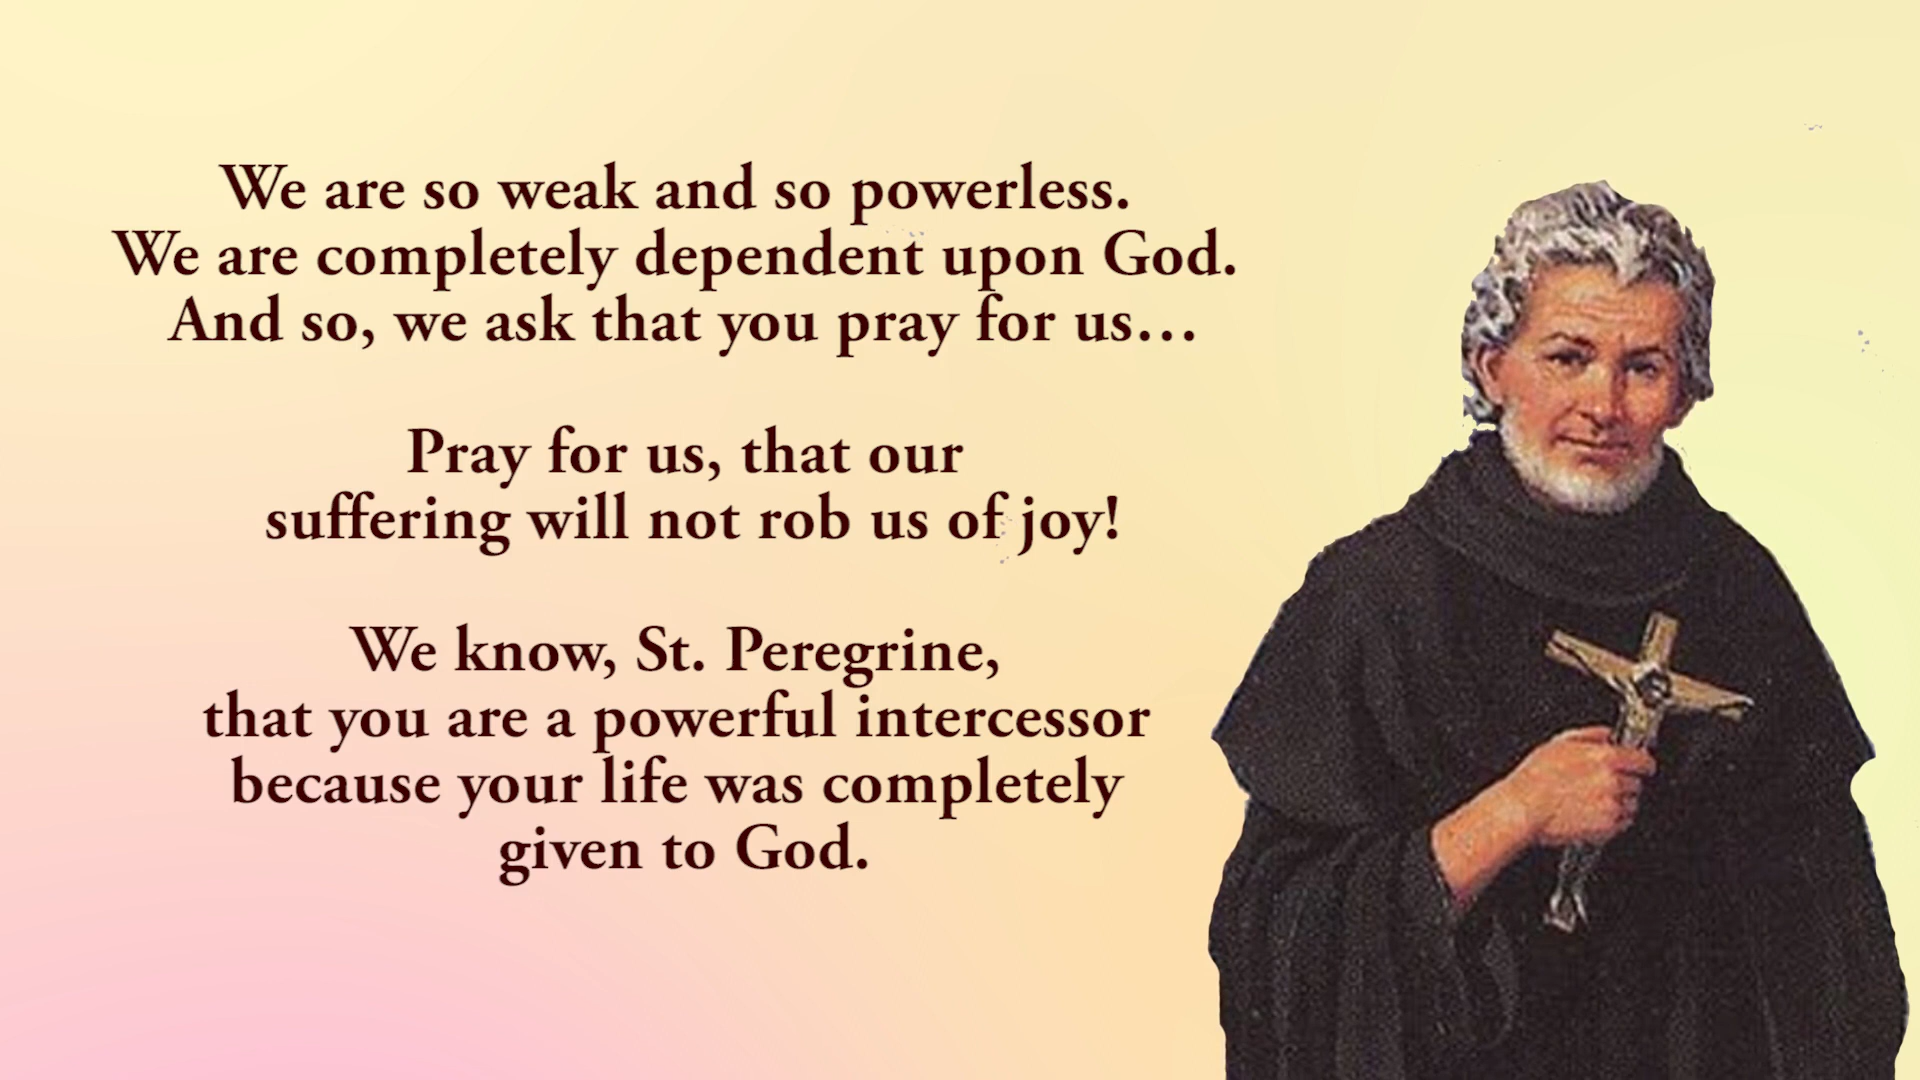 We are so weak and so powerless.
We are completely dependent upon God.
And so, we ask that you pray for us…
Pray for us, that our
suffering will not rob us of joy!
We know, St. Peregrine,
that you are a powerful intercessor
because your life was completely
given to God.